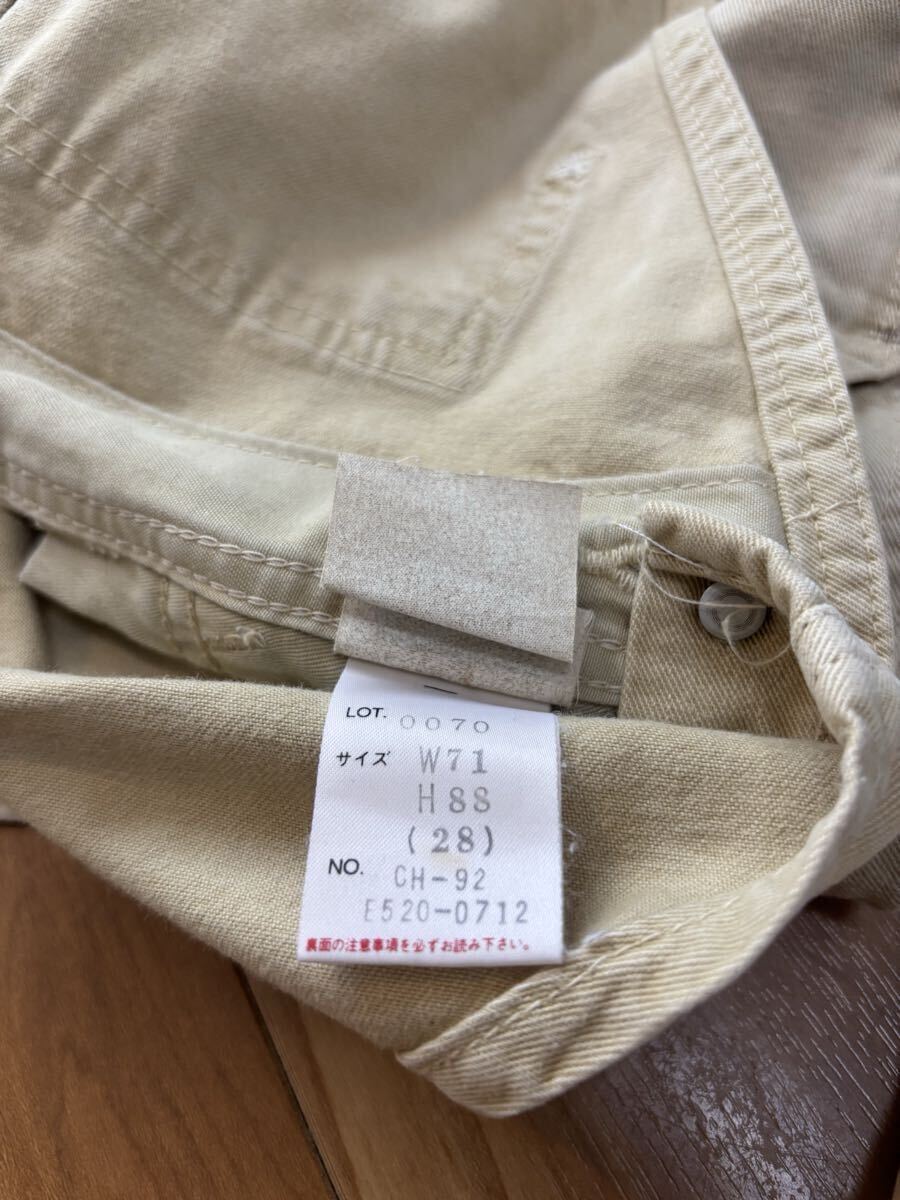 LOT. 0070
サイズ W71
H88
(28)
NO. CH-92
E520-0712
裏面の注意事項を必ずお読み下さい。